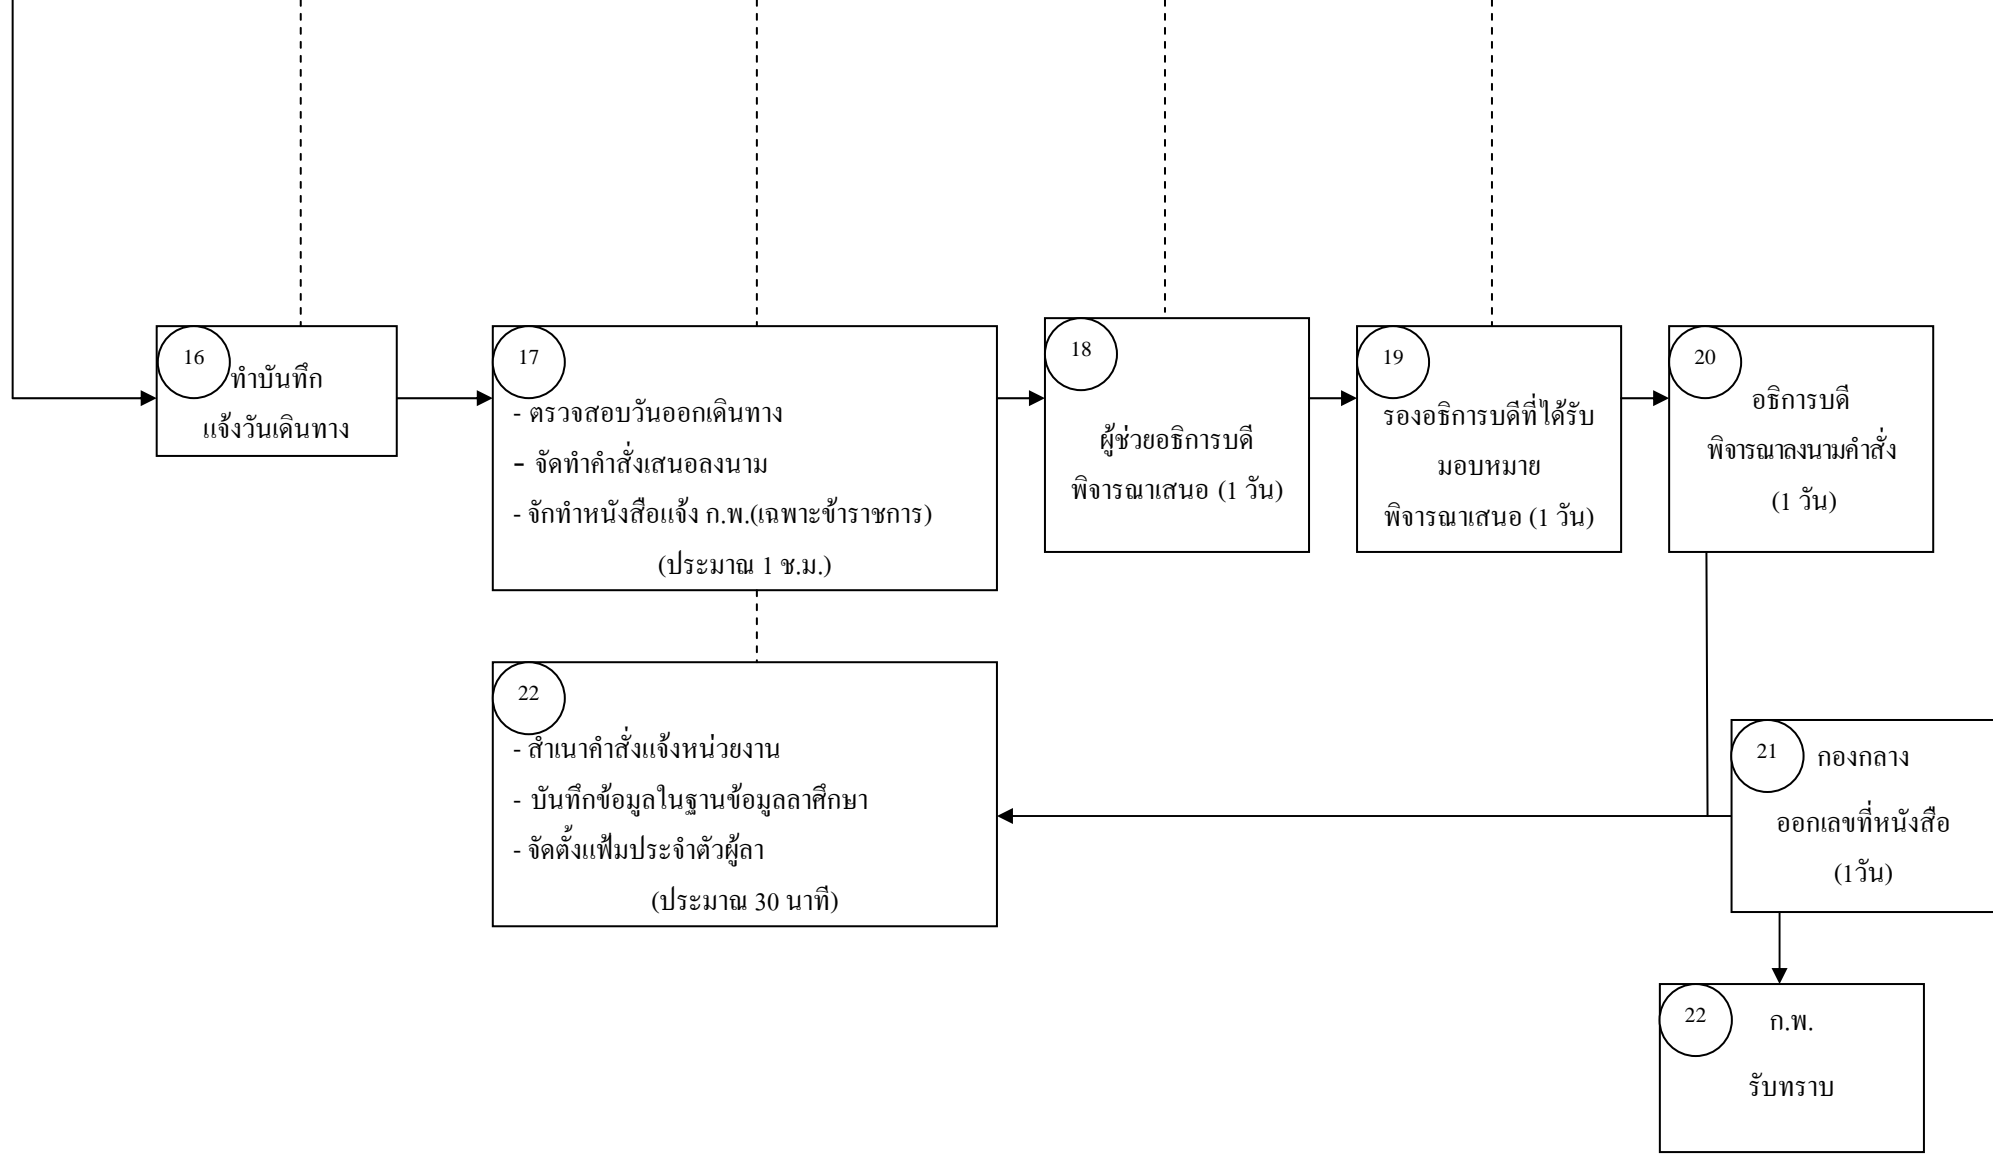 16
ทำบันทึก
แจ้งวันเดินทาง
17
- ตรวจสอบวันออกเดินทาง
- จัดทำคำสั่งเสนอลงนาม
- จักทำหนังสือแจ้ง ก.พ.(เฉพาะข้าราชการ)
(ประมาณ 1 ช.ม.)
18
ผู้ช่วยอธิการบดี
พิจารณาเสนอ (1 วัน)
19
รองอธิการบดีที่ได้รับ
มอบหมาย
พิจารณาเสนอ (1 วัน)
20
อธิการบดี
พิจารณาลงนามคำสั่ง
(1 วัน)
22
- สำเนาคำสั่งแจ้งหน่วยงาน
- บันทึกข้อมูลในฐานข้อมูลลาศึกษา
- จัดตั้งแฟ้มประจำตัวผู้ลา
(ประมาณ 30 นาที)
21
กองกลาง
ออกเลขที่หนังสือ
(1วัน)
22
ก.พ.
รับทราบ